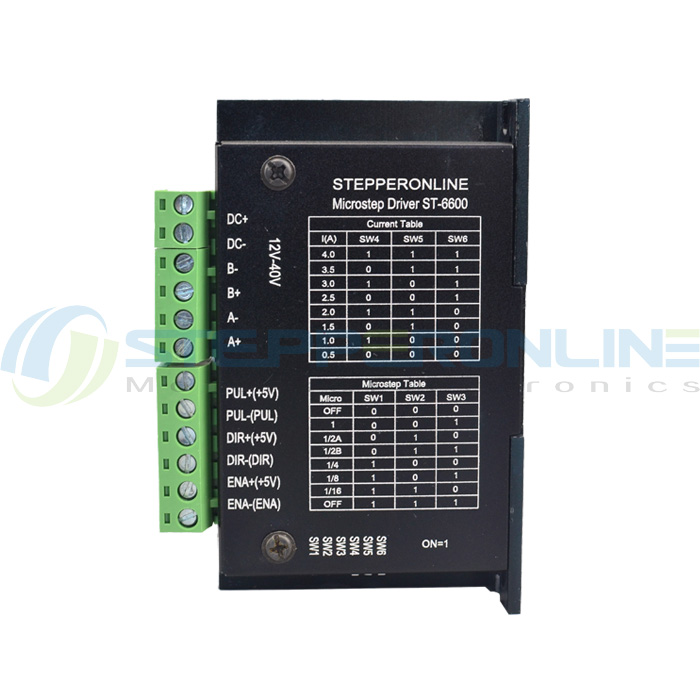 STEPPERONLINE
Microstep Driver ST-6600
Current Table
I(A) SW4 SW5 SW6
4.0 1 1 1
3.5 0 1 1
3.0 1 0 1
2.5 0 0 1
2.0 1 1 0
1.5 0 1 0
1.0 1 0 0
0.5 0 0 0
Microstep Table
Micro SW1 SW2 SW3
OFF 0 0 0
1 0 0 1
1/2A 0 1 0
1/2B 0 1 1
1/4 1 0 0
1/8 1 0 1
1/16 1 1 0
OFF 1 1 1
DC+
DC-
B-
B+
A-
A+
12V-40V
PUL+(+5V)
PUL-(PUL)
DIR+(+5V)
DIR-(DIR)
ENA+(+5V)
ENA-(ENA)
SW1
SW2
SW3
SW4
SW5
SW6
ON=1
STEPPERONLINE